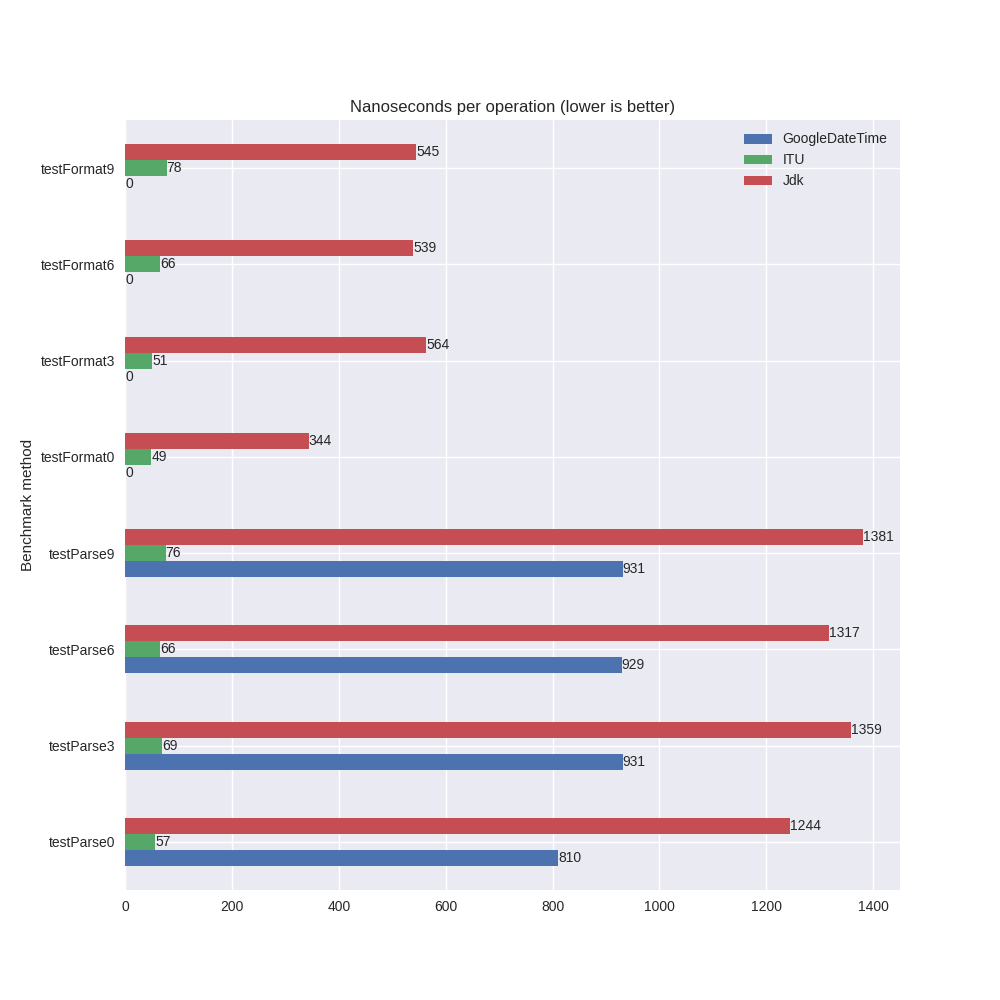 Nanoseconds per operation (lower is better)
GoogleDateTime
ITU
Jdk
Benchmark method
testFormat9
545
78
0
testFormat6
539
66
0
testFormat3
564
51
0
testFormat0
344
49
0
testParse9
1381
76
931
testParse6
1317
66
929
testParse3
1359
69
931
testParse0
1244
57
810
0 200 400 600 800 1000 1200 1400